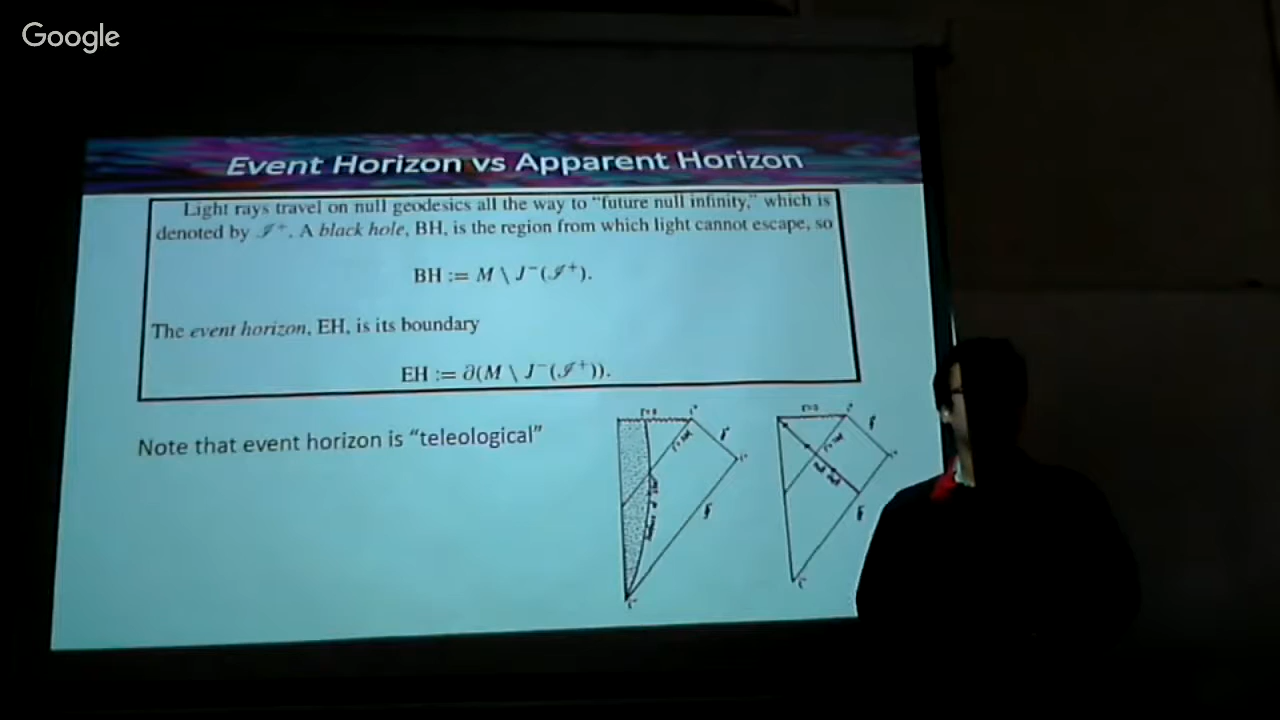 Google
Event Horizon vs Apparent Horizon
Light rays travel on null geodesics all the way to “future null infinity,” which is
denoted by ℐ⁺. A black hole, BH, is the region from which light cannot escape, so
BH := M \ J⁻(ℐ⁺).
The event horizon, EH, is its boundary
EH := ∂(M \ J⁻(ℐ⁺)).
Note that event horizon is “teleological”